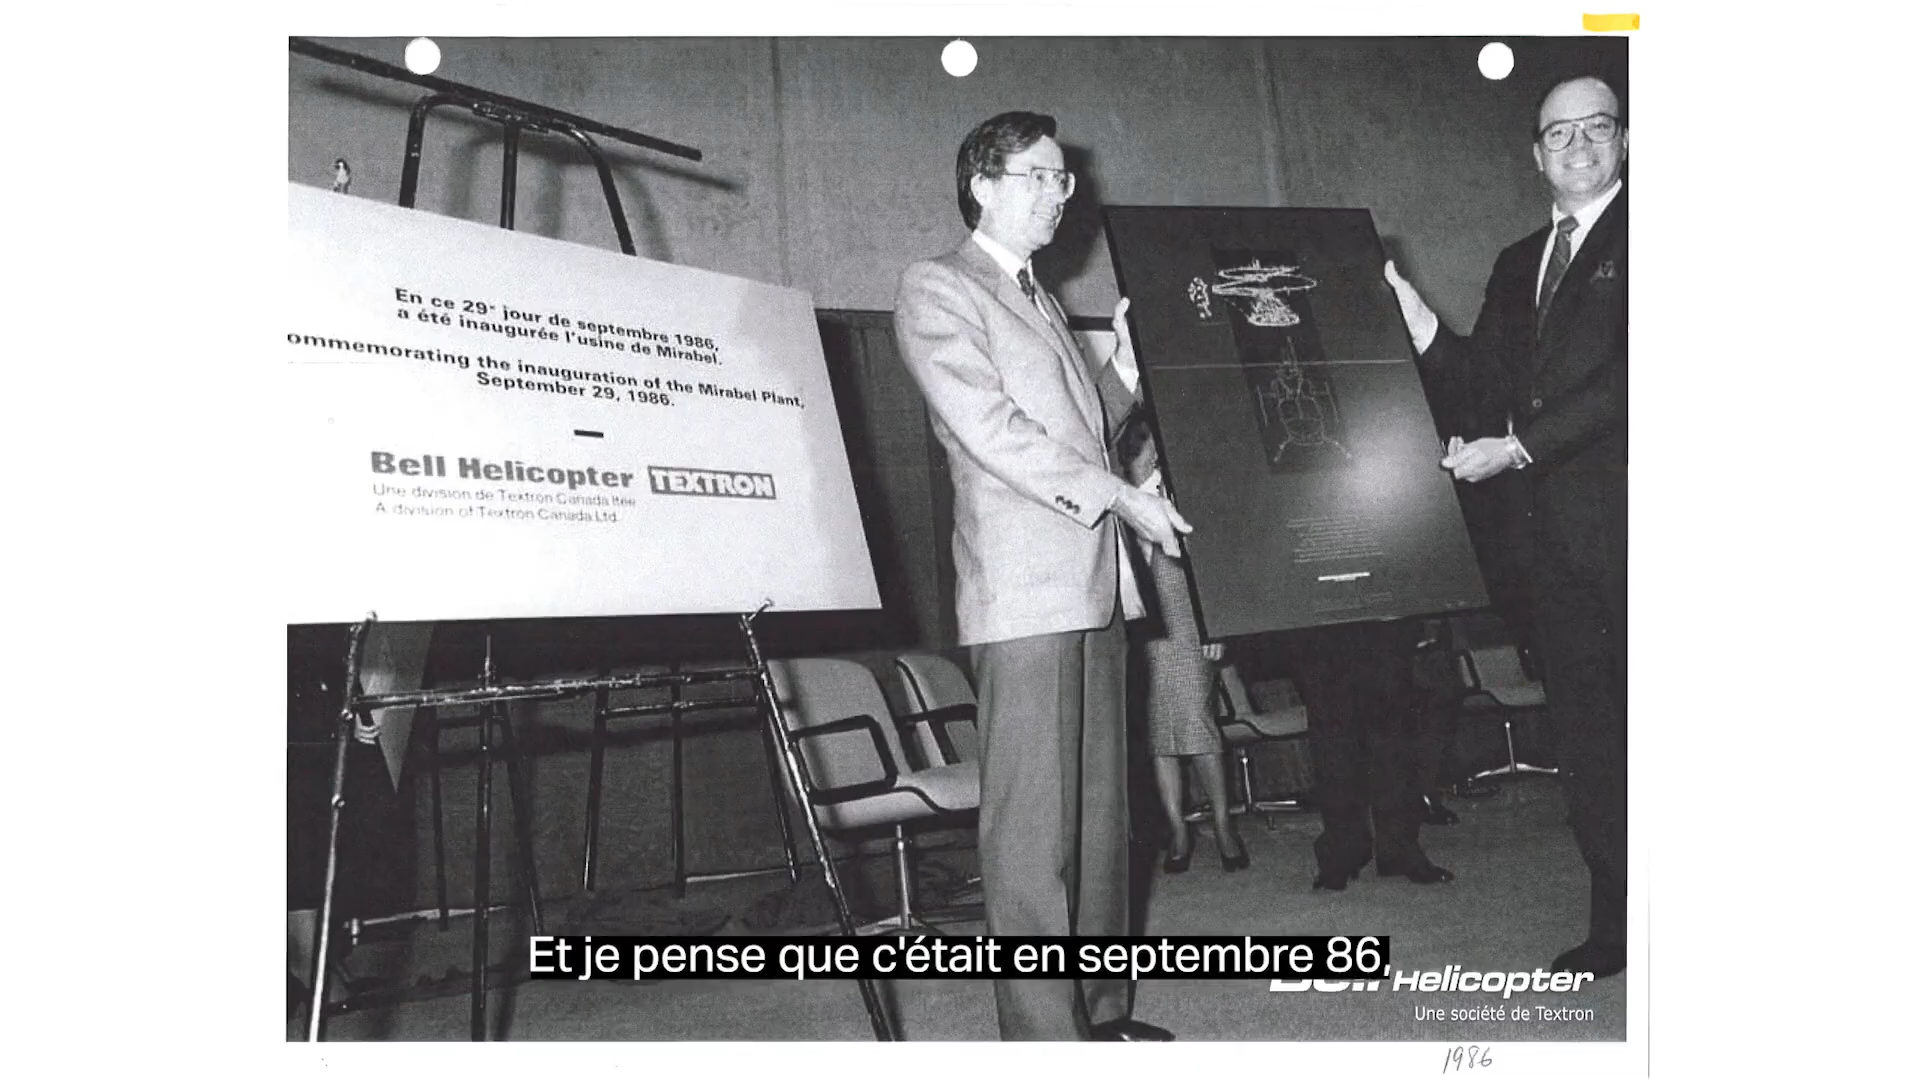 En ce 29e jour de septembre 1986,
a été inaugurée l'usine de Mirabel.
ommemorating the inauguration of the Mirabel Plant,
September 29, 1986.
Bell Helicopter TEXTRON
Une division de Textron Canada ltée
A division of Textron Canada Ltd.
Et je pense que c'était en septembre 86,
Bell Helicopter
Une société de Textron
1986